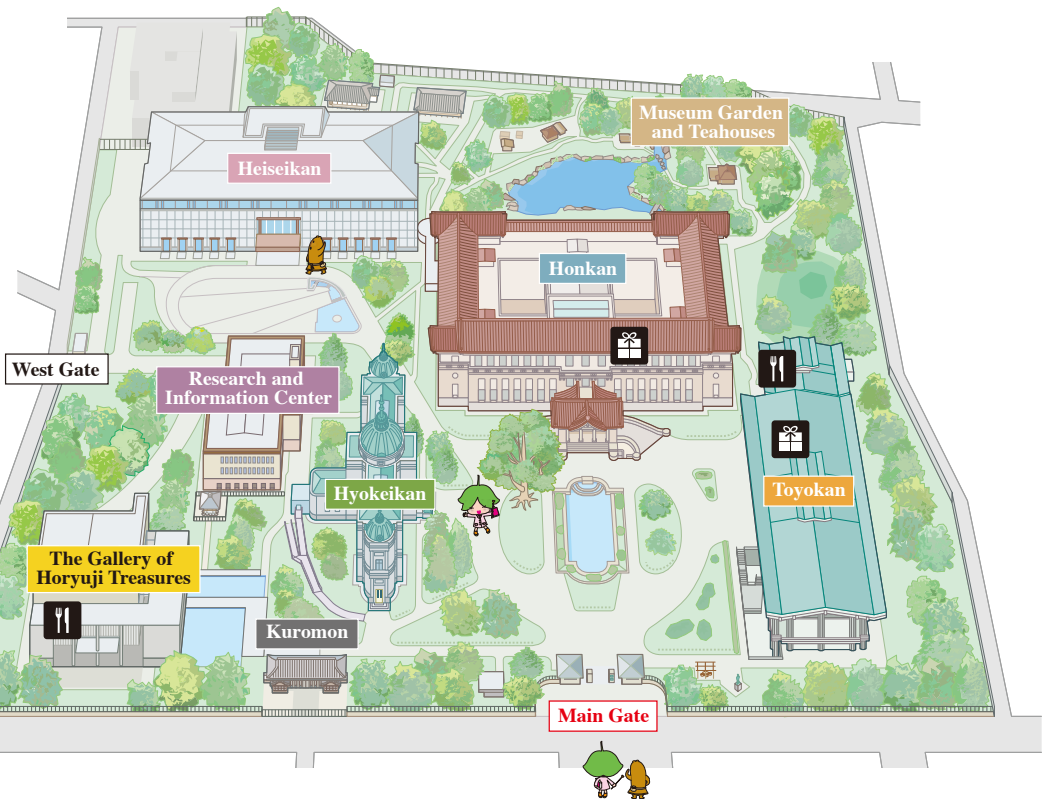 Museum Garden
and Teahouses
Heiseikan
Honkan
West Gate
Research and
Information Center
Hyokeikan
Toyokan
The Gallery of
Horyuji Treasures
Kuromon
Main Gate